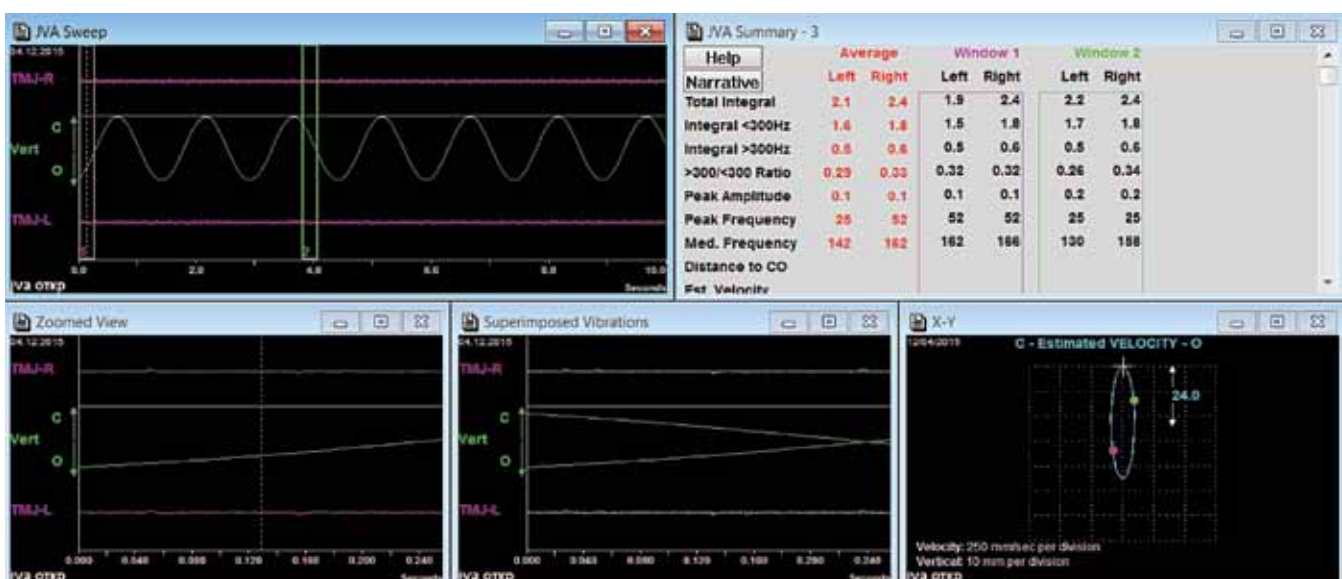 JVA Sweep
04.12.2015
TMJ-R
C
Vert
O
TMJ-L
2
0.0 2.0 4.0 6.0 8.0 10.0
Seconds
JVA откр
JVA Summary - 3
Help Average Window 1 Window 2
Narrative Left Right Left Right Left Right
Total Integral 2.1 2.4 1.9 2.4 2.2 2.4
Integral <300Hz 1.6 1.8 1.5 1.8 1.7 1.8
Integral >300Hz 0.5 0.6 0.5 0.6 0.5 0.6
>300/<300 Ratio 0.29 0.33 0.32 0.32 0.26 0.34
Peak Amplitude 0.1 0.1 0.1 0.1 0.2 0.2
Peak Frequency 25 52 52 52 25 25
Med. Frequency 142 162 162 166 130 158
Distance to CO
Est. Velocity
Zoomed View
04.12.2015
TMJ-R
C
Vert
O
TMJ-L
0.000 0.040 0.080 0.120 0.160 0.200 0.240
Seconds
JVA откр
Superimposed Vibrations
04.12.2015
TMJ-R
C
Vert
O
TMJ-L
0.000 0.080 0.120 0.160 0.240
Seconds
JVA откр
X-Y
12/04/2015 C - Estimated VELOCITY - O
24.0
Velocity: 250 mm/sec per division
Vertical: 10 mm per division
JVA откр